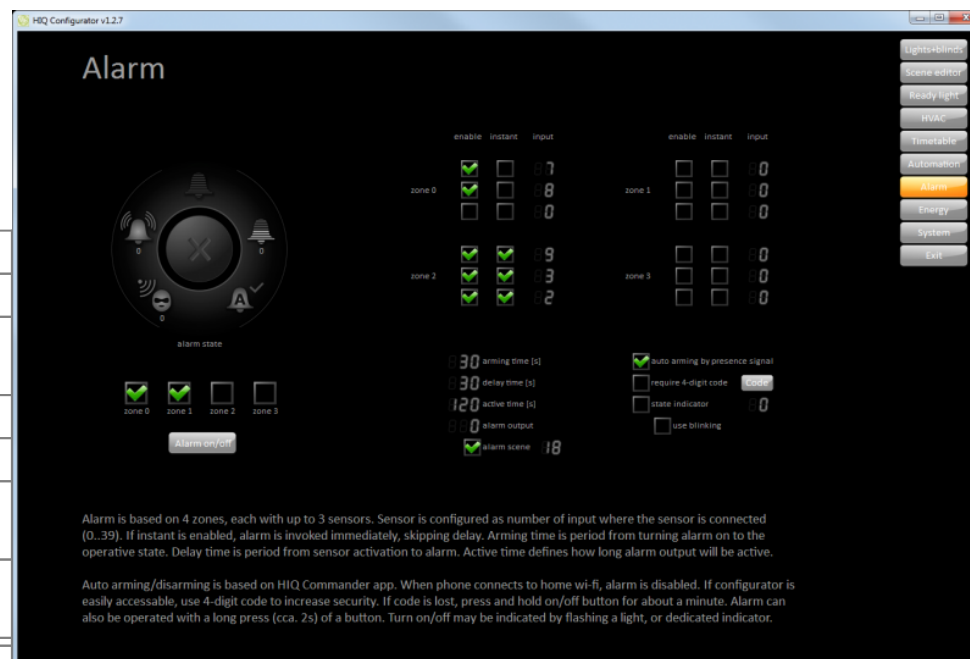 HIQ Configurator v1.2.7
Alarm
Lights+blinds
Scene editor
Ready light
HVAC
Timetable
Automation
Alarm
Energy
System
Exit
enable instant input
zone 0
7
8
0
enable instant input
zone 1
0
0
0
zone 2
9
3
2
zone 3
0
0
0
0
0
A
0
alarm state
zone 0 zone 1 zone 2 zone 3
Alarm on/off
30 arming time [s]
30 delay time [s]
120 active time [s]
0 alarm output
alarm scene 18
auto arming by presence signal
require 4-digit code Code
state indicator 0
use blinking
Alarm is based on 4 zones, each with up to 3 sensors. Sensor is configured as number of input where the sensor is connected
(0..39). If instant is enabled, alarm is invoked immediately, skipping delay. Arming time is period from turning alarm on to the
operative state. Delay time is period from sensor activation to alarm. Active time defines how long alarm output will be active.
Auto arming/disarming is based on HIQ Commander app. When phone connects to home wi-fi, alarm is disabled. If configurator is
easily accessable, use 4-digit code to increase security. If code is lost, press and hold on/off button for about a minute. Alarm can
also be operated with a long press (cca. 2s) of a button. Turn on/off may be indicated by flashing a light, or dedicated indicator.